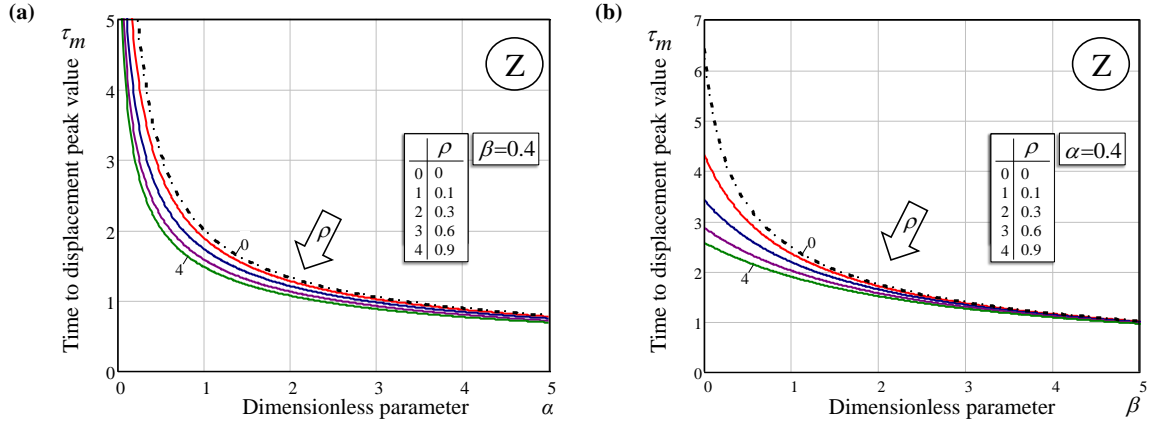 (a)
τm
Time to displacement peak value
5
4
3
2
1
0
0 1 2 3 4 5
Dimensionless parameter α
Z
ρ
0 0
1 0.1
2 0.3
3 0.6
4 0.9
β=0.4
ρ
0
4
(b)
τm
Time to displacement peak value
7
6
5
4
3
2
1
0
0 1 2 3 4 5
Dimensionless parameter β
Z
ρ
0 0
1 0.1
2 0.3
3 0.6
4 0.9
α=0.4
ρ
0
4